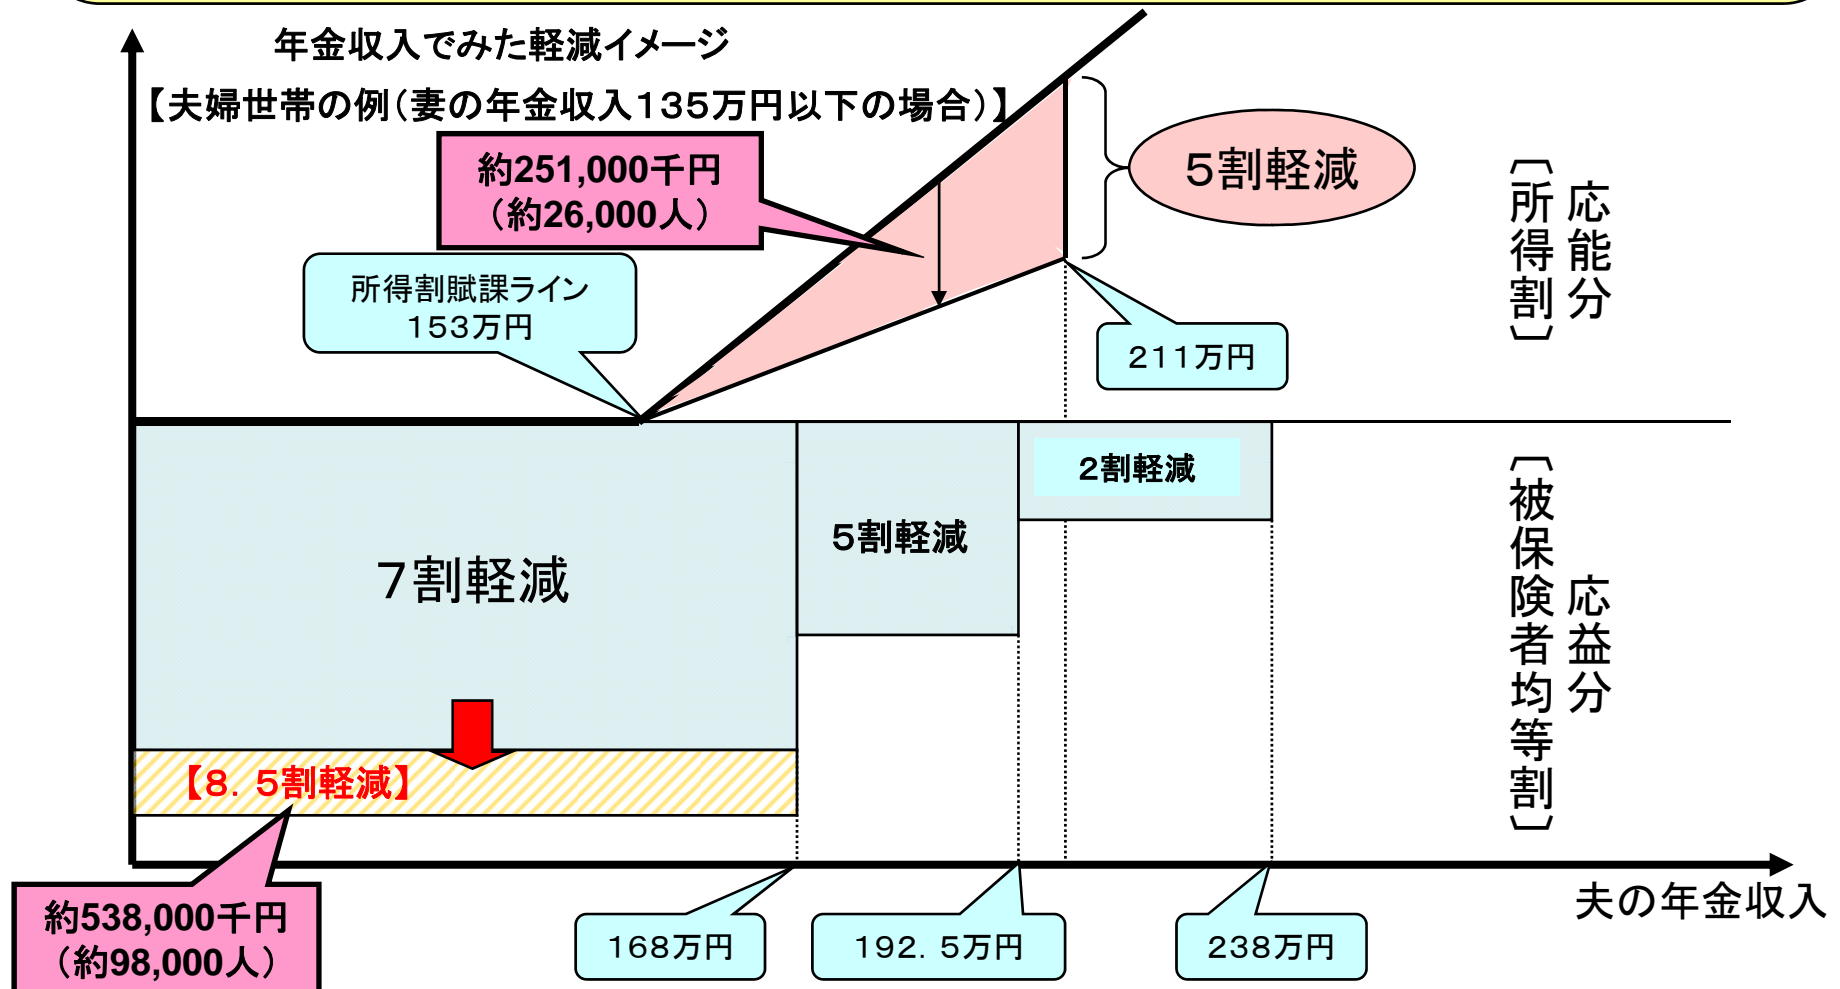 年金収入でみた軽減イメージ
【夫婦世帯の例（妻の年金収入１３５万円以下の場合）】
約251,000千円
（約26,000人）
５割軽減
所得割賦課ライン
１５３万円
２１１万円
応能分
〔所得割〕
７割軽減
５割軽減
２割軽減
【８．５割軽減】
応益分
〔被保険者均等割〕
約538,000千円
（約98,000人）
１６８万円
１９２．５万円
２３８万円
夫の年金収入